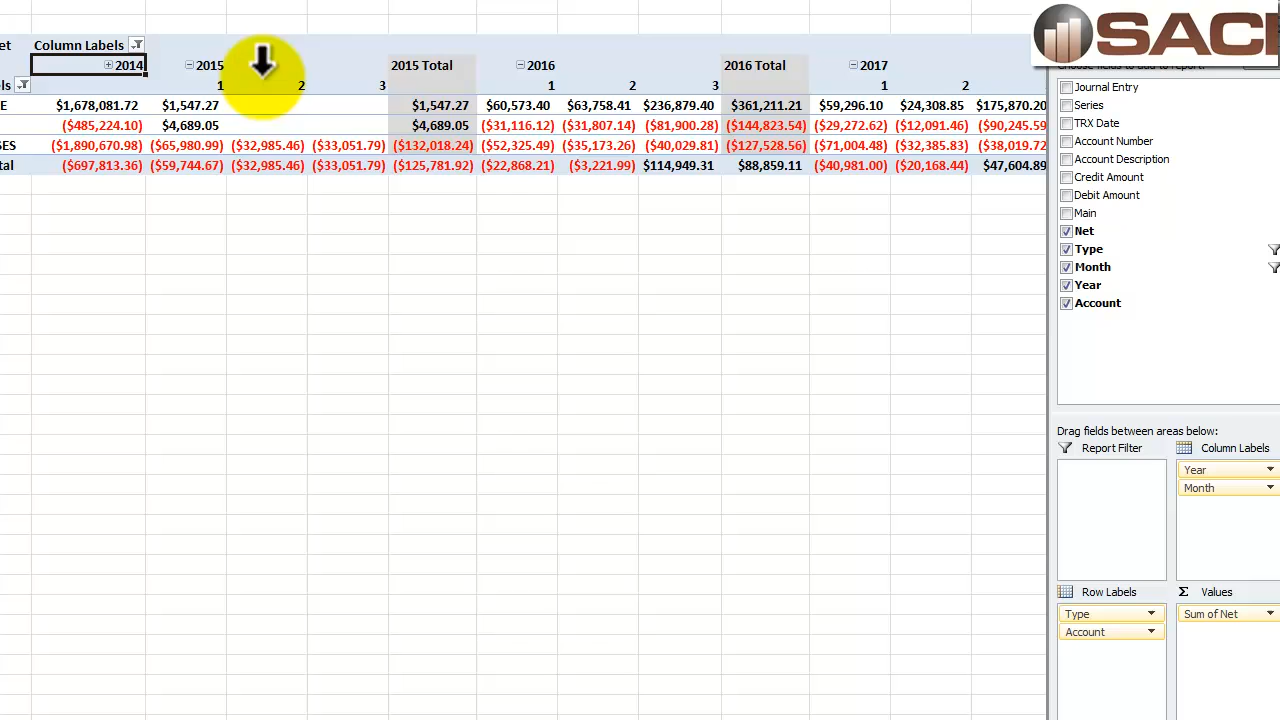 SACI
et Column Labels
2014 2015 2015 Total 2016 2016 Total 2017
ls 1 2 3 1 2 3 1 2
E $1,678,081.72 $1,547.27 $1,547.27 $60,573.40 $63,758.41 $236,879.40 $361,211.21 $59,296.10 $24,308.85 $175,870.20
($485,224.10) $4,689.05 $4,689.05 ($31,116.12) ($31,807.14) ($81,900.28) ($144,823.54) ($29,272.62) ($12,091.46) ($90,245.59
SES ($1,890,670.98) ($65,980.99) ($32,985.46) ($33,051.79) ($132,018.24) ($52,325.49) ($35,173.26) ($40,029.81) ($127,528.56) ($71,004.48) ($32,385.83) ($38,019.72
tal ($697,813.36) ($59,744.67) ($32,985.46) ($33,051.79) ($125,781.92) ($22,868.21) ($3,221.99) $114,949.31 $88,859.11 ($40,981.00) ($20,168.44) $47,604.89
Choose fields to add to report:
Journal Entry
Series
TRX Date
Account Number
Account Description
Credit Amount
Debit Amount
Main
Net
Type
Month
Year
Account
Drag fields between areas below:
Report Filter Column Labels
Year
Month
Row Labels Σ Values
Type Sum of Net
Account